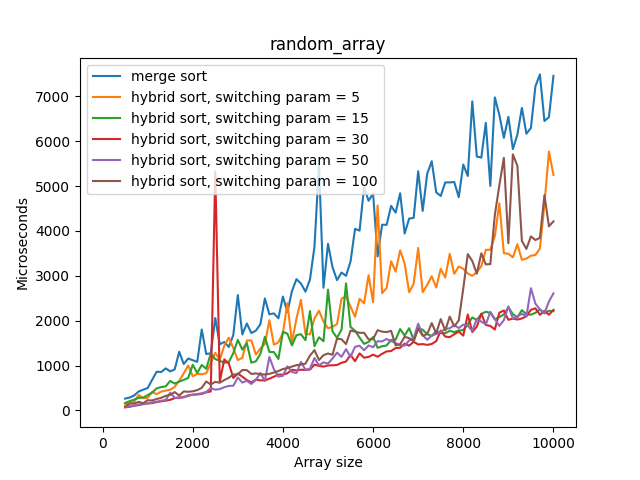 random_array
merge sort
hybrid sort, switching param = 5
hybrid sort, switching param = 15
hybrid sort, switching param = 30
hybrid sort, switching param = 50
hybrid sort, switching param = 100
7000
6000
5000
4000
3000
2000
1000
0
Microseconds
0 2000 4000 6000 8000 10000
Array size